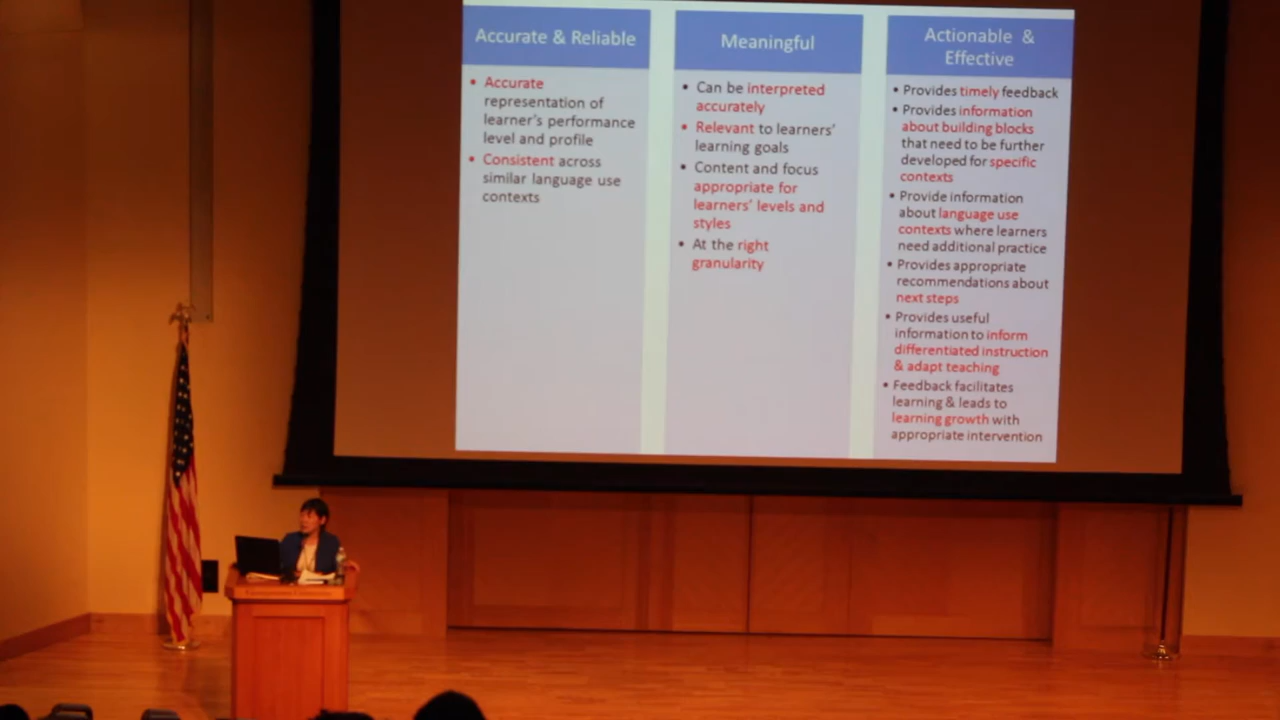 Accurate & Reliable
• Accurate
representation of
learner's performance
level and profile
• Consistent across
similar language use
contexts
Meaningful
• Can be interpreted
accurately
• Relevant to learners'
learning goals
• Content and focus
appropriate for
learners' levels and
styles
• At the right
granularity
Actionable &
Effective
• Provides timely feedback
• Provides information
about building blocks
that need to be further
developed for specific
contexts
• Provide information
about language use
contexts where learners
need additional practice
• Provides appropriate
recommendations about
next steps
• Provides useful
information to inform
differentiated instruction
& adapt teaching
• Feedback facilitates
learning & leads to
learning growth with
appropriate intervention
Georgetown University